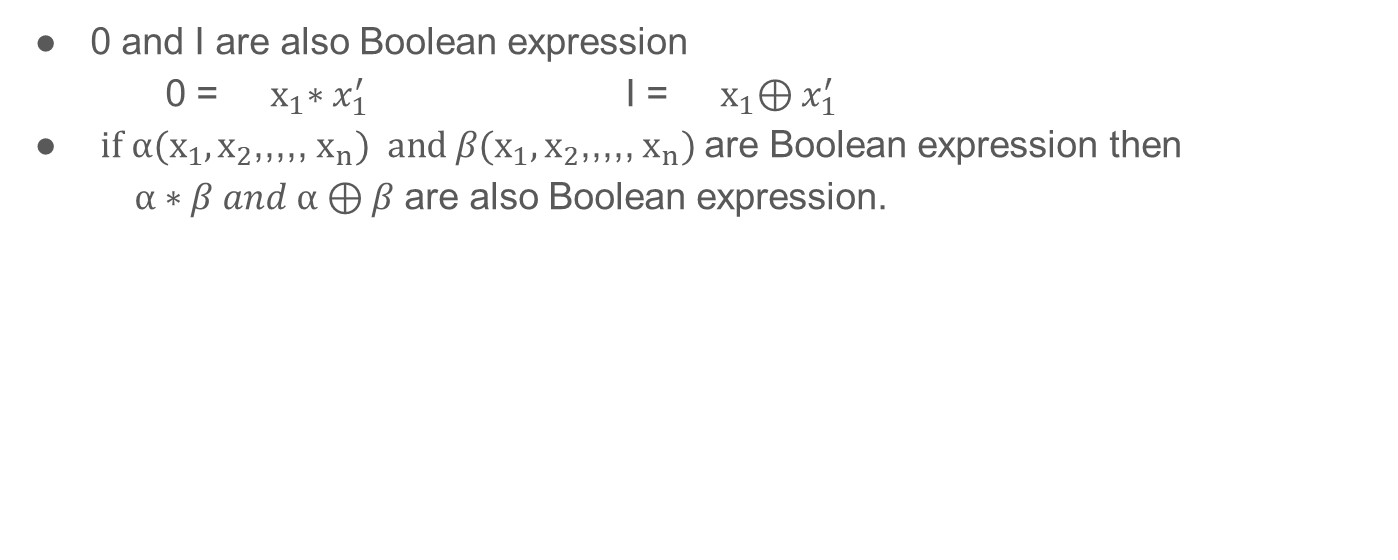 ● 0 and I are also Boolean expression
0 = x₁ * x₁′ I = x₁ ⊕ x₁′
● if α(x₁, x₂,,,,, xₙ) and β(x₁, x₂,,,,, xₙ) are Boolean expression then
α * β and α ⊕ β are also Boolean expression.